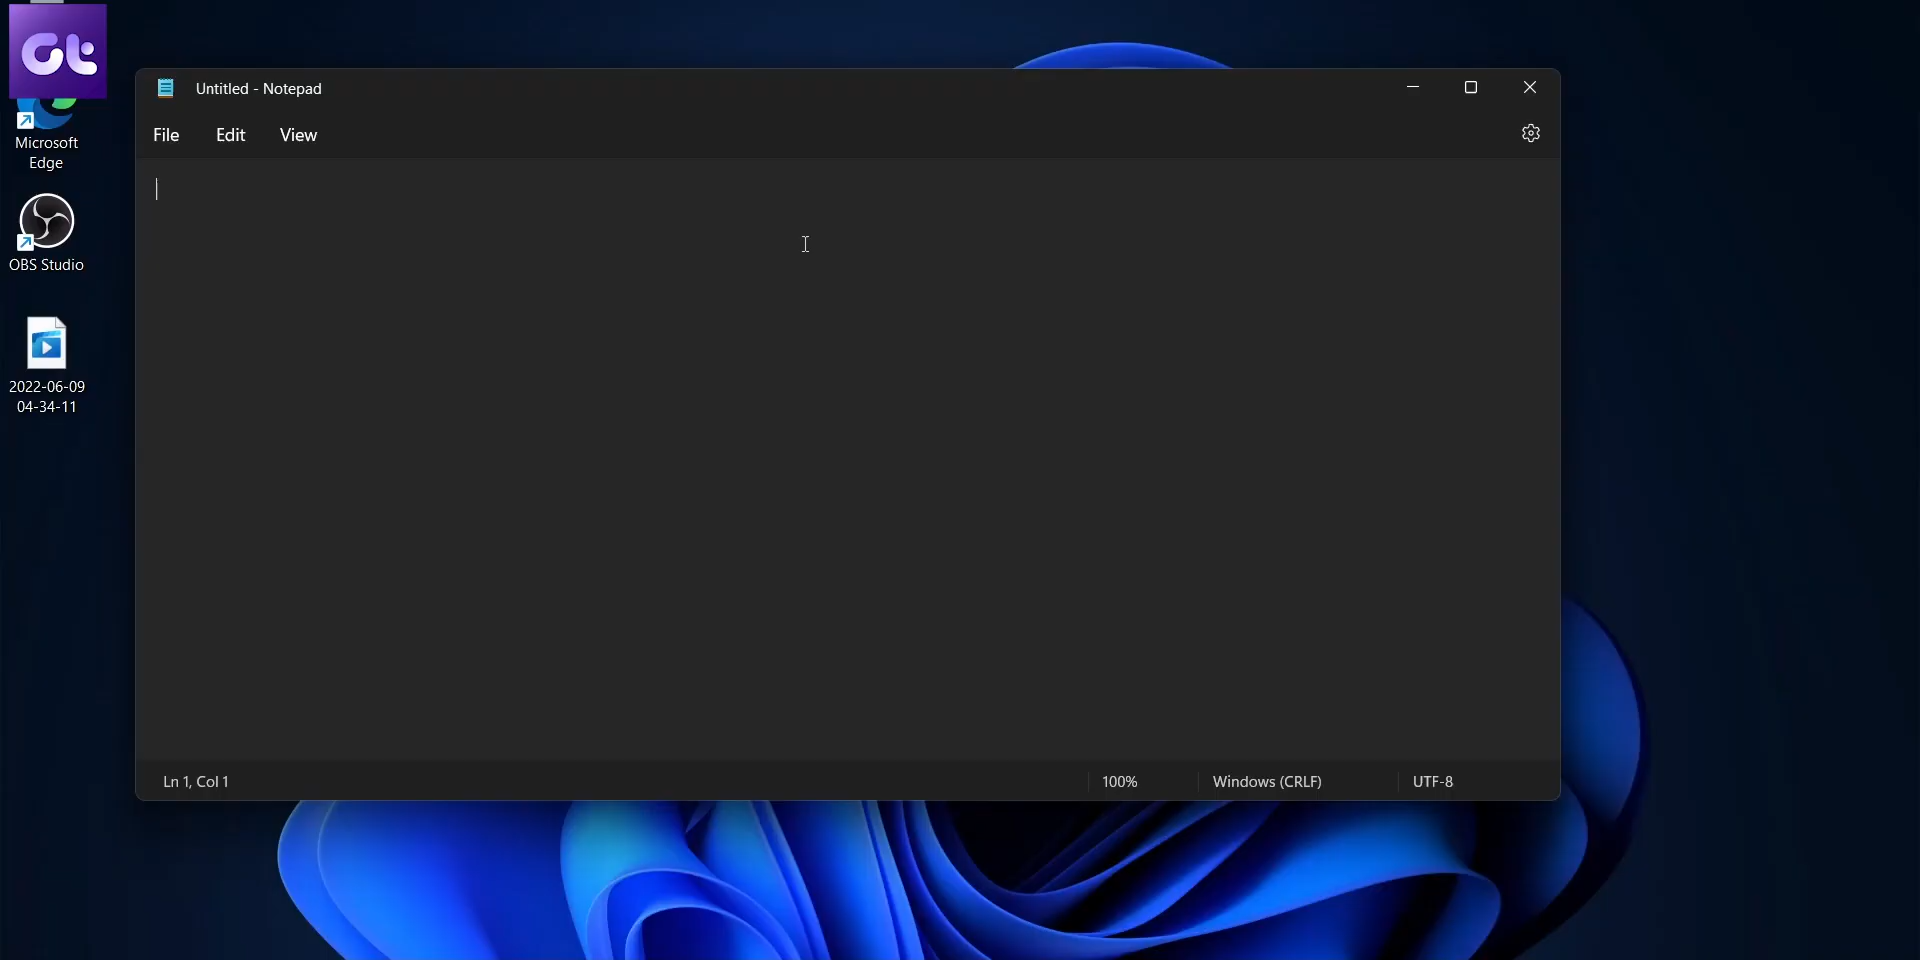 Gt
Untitled - Notepad
File Edit View
Microsoft
Edge
OBS Studio
2022-06-09
04-34-11
Ln 1, Col 1 100% Windows (CRLF) UTF-8